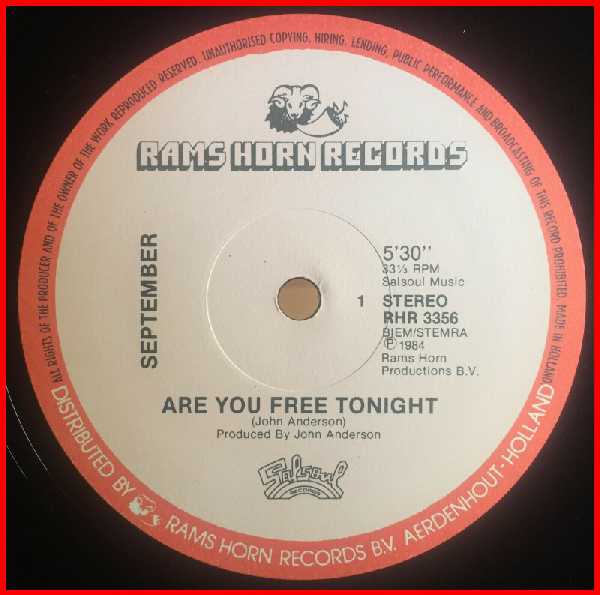 ALL RIGHTS OF THE PRODUCER AND OF THE OWNER OF THE WORK REPRODUCED RESERVED. UNAUTHORISED COPYING, HIRING, LENDING, PUBLIC PERFORMANCE AND BROADCASTING OF THIS RECORD PROHIBITED. MADE IN HOLLAND
RAMS HORN RECORDS
SEPTEMBER
5'30''
33⅓ RPM
Salsoul Music
1 STEREO
RHR 3356
BIEM/STEMRA
Ⓟ 1984
Rams Horn
Productions B.V.
ARE YOU FREE TONIGHT
(John Anderson)
Produced By John Anderson
Salsoul
RECORDS
DISTRIBUTED BY RAMS HORN RECORDS B.V. AERDENHOUT - HOLLAND